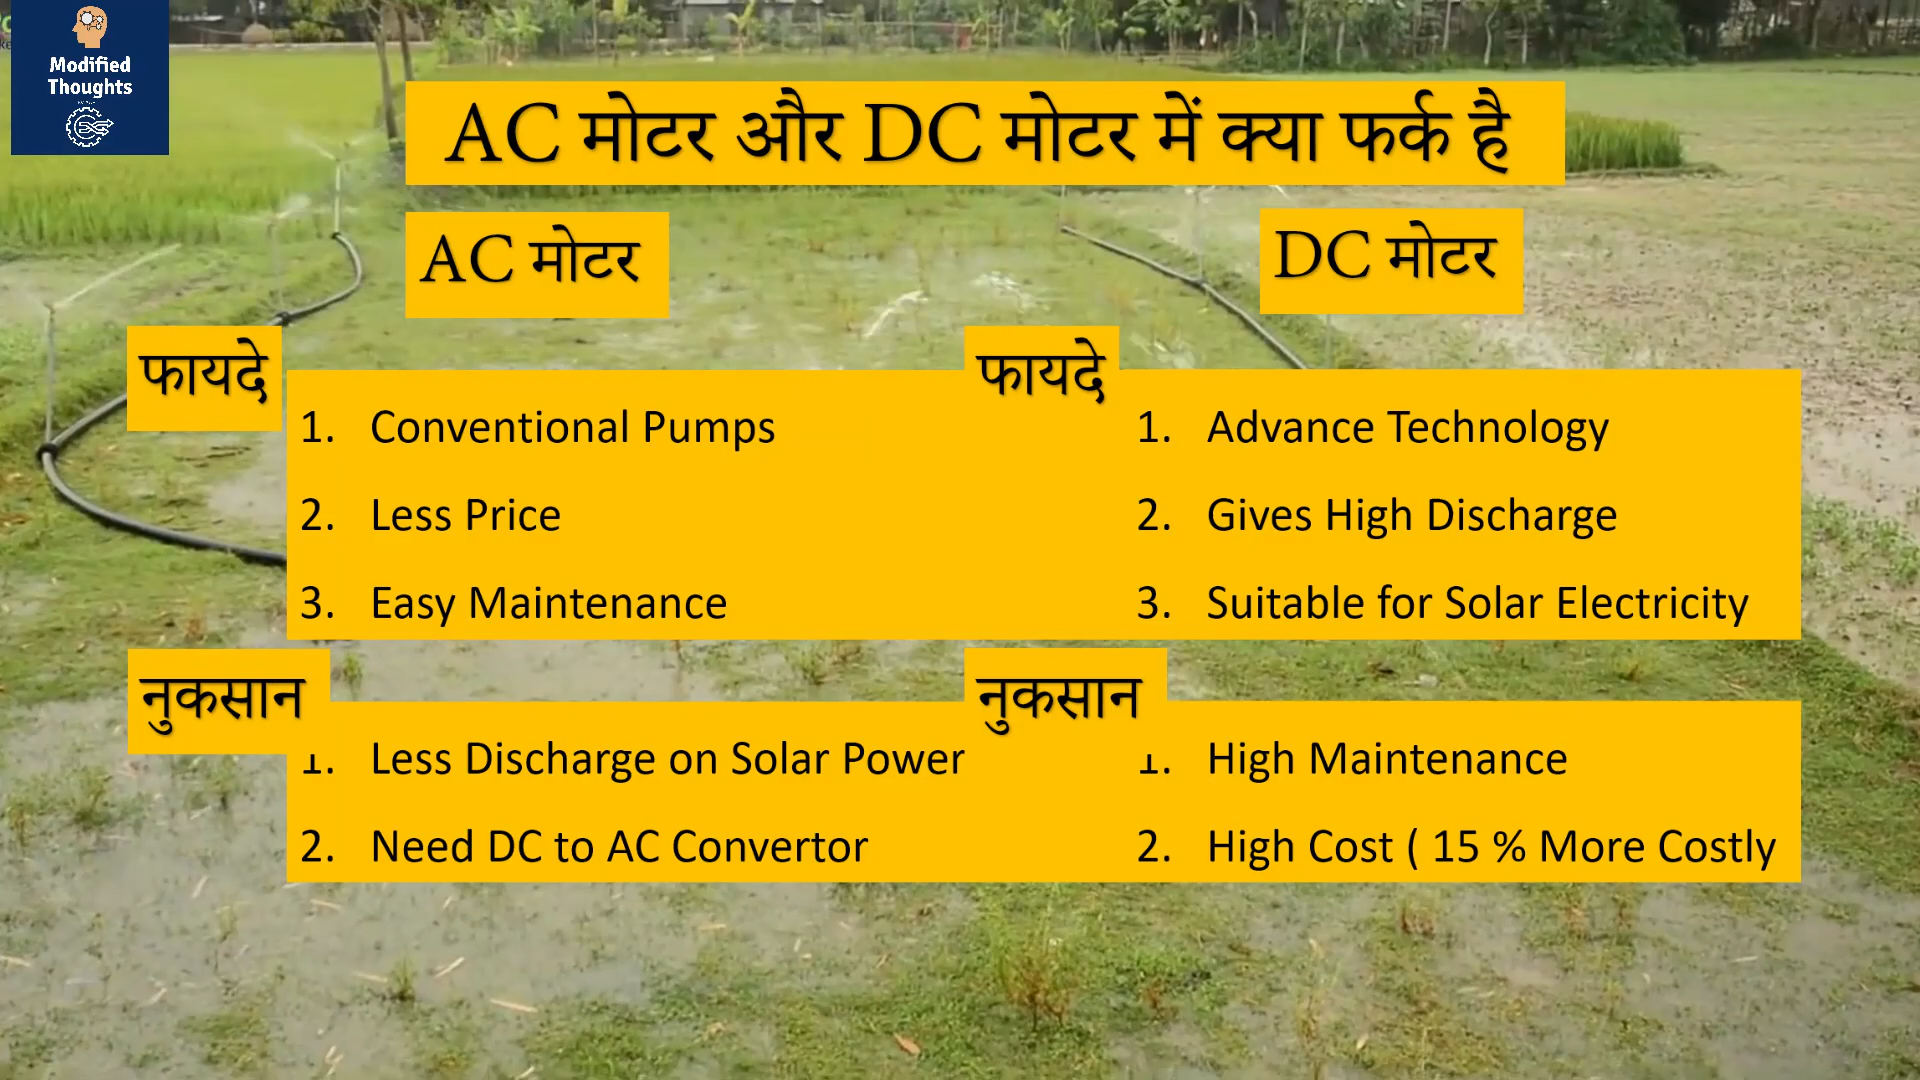 Modified
Thoughts
AC मोटर और DC मोटर में क्या फर्क है
AC मोटर
DC मोटर
फायदे
1. Conventional Pumps
2. Less Price
3. Easy Maintenance
फायदे
1. Advance Technology
2. Gives High Discharge
3. Suitable for Solar Electricity
नुकसान
1. Less Discharge on Solar Power
2. Need DC to AC Convertor
नुकसान
1. High Maintenance
2. High Cost ( 15 % More Costly